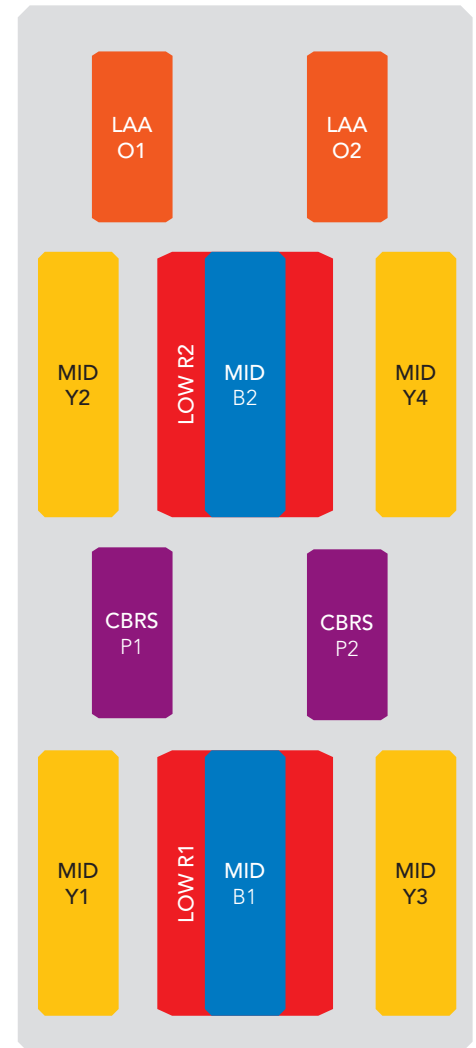 LAA
O1
LAA
O2
MID
Y2
LOW R2
MID
B2
MID
Y4
CBRS
P1
CBRS
P2
MID
Y1
LOW R1
MID
B1
MID
Y3